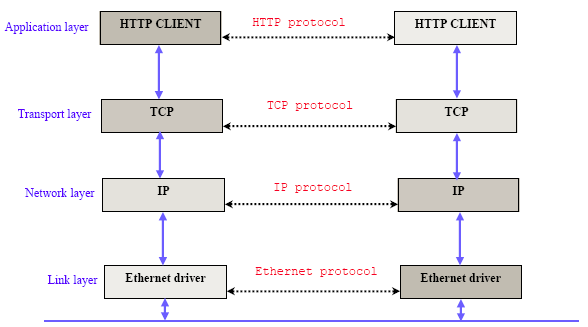 Application layer HTTP CLIENT HTTP protocol HTTP CLIENT
Transport layer TCP TCP protocol TCP
Network layer IP IP protocol IP
Link layer Ethernet driver Ethernet protocol Ethernet driver